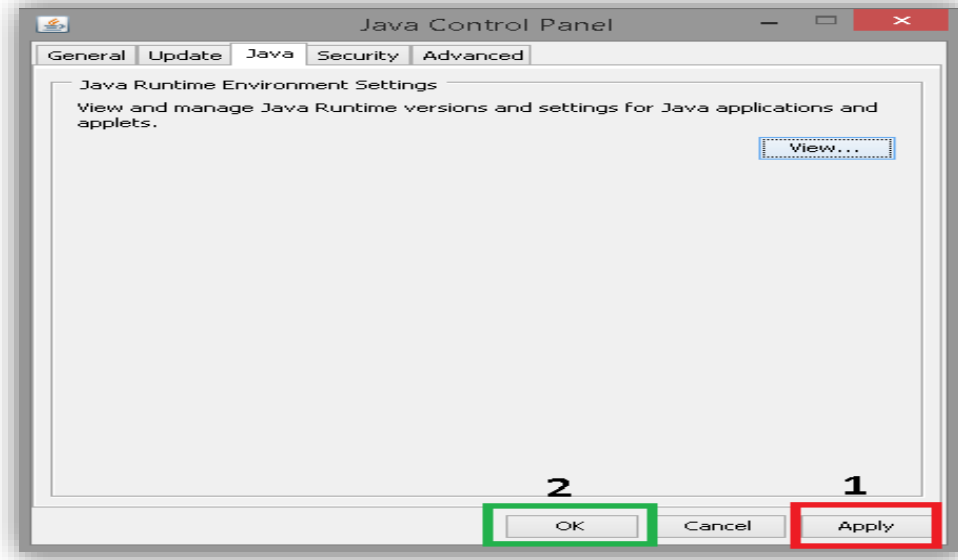 Java Control Panel
General Update Java Security Advanced
Java Runtime Environment Settings
View and manage Java Runtime versions and settings for Java applications and
applets.
View...
2 1
OK Cancel Apply